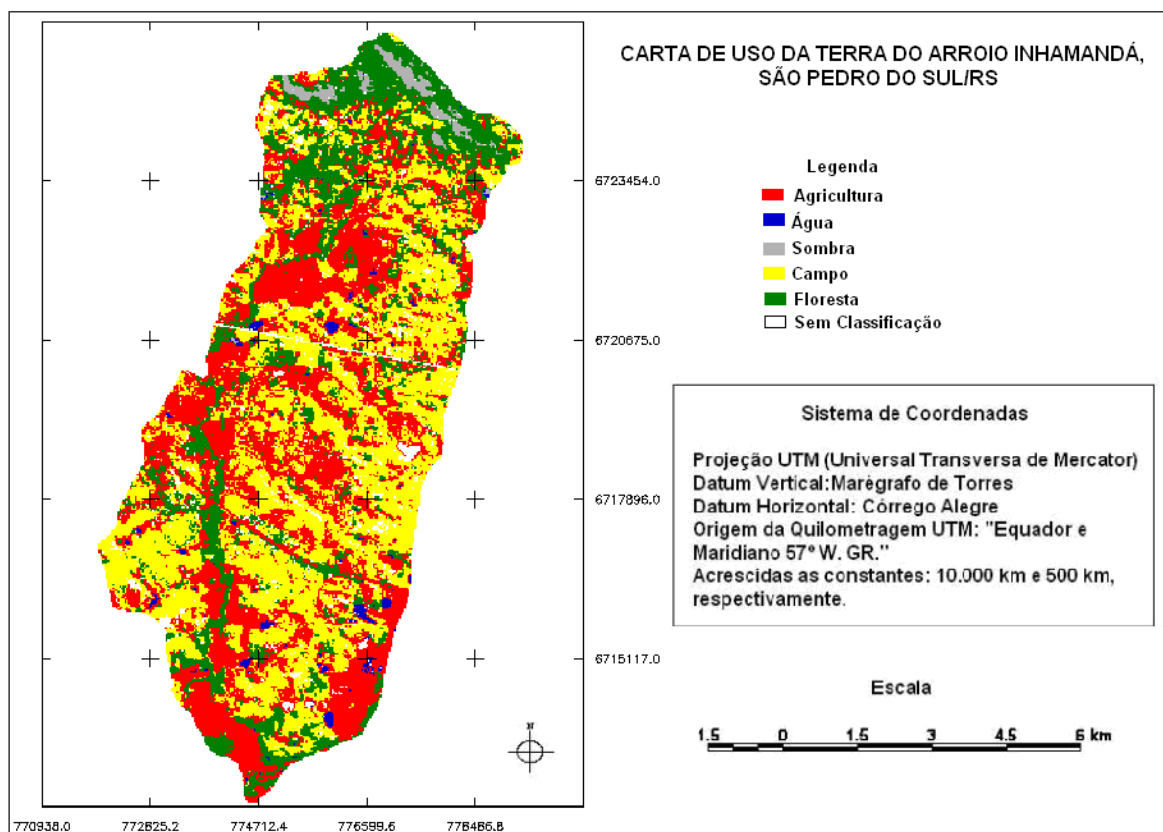 CARTA DE USO DA TERRA DO ARROIO INHAMANDÁ,
SÃO PEDRO DO SUL/RS
Legenda
Agricultura
Água
Sombra
Campo
Floresta
Sem Classificação
6723454.0
6720675.0
6717896.0
6715117.0
Sistema de Coordenadas
Projeção UTM (Universal Transversa de Mercator)
Datum Vertical:Marégrafo de Torres
Datum Horizontal: Córrego Alegre
Origem da Quilometragem UTM: "Equador e
Maridiano 57° W. GR."
Acrescidas as constantes: 10.000 km e 500 km,
respectivamente.
Escala
1.5 0 1.5 3 4.5 6 km
N
770938.0 772825.2 774712.4 776599.6 778486.8